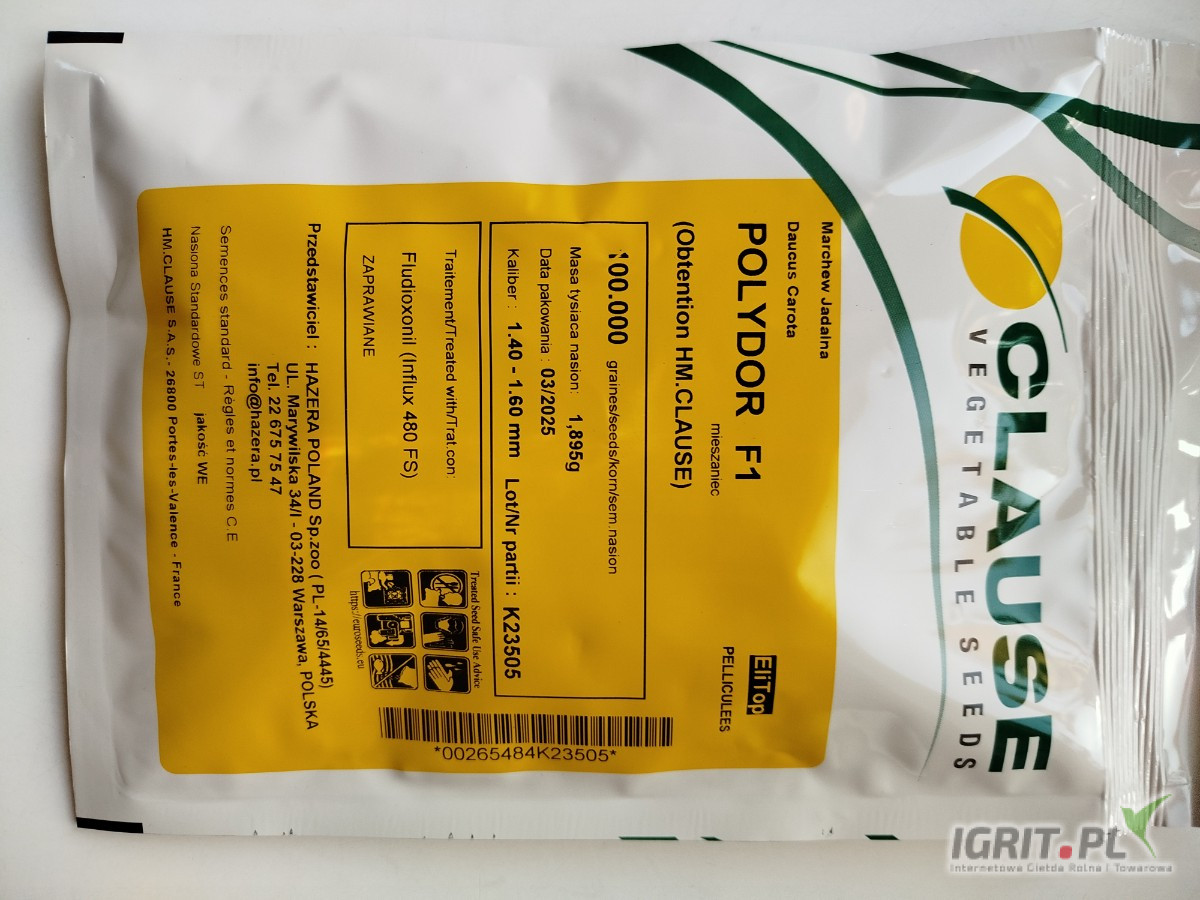 CLAUSE
VEGETABLE SEEDS
Marchew Jadalna
Daucus Carota
POLYDOR F1
mieszaniec
(Obtention HM.CLAUSE)
EliTop
PELLICULEES
100.000 graines/seeds/korn/sem.nasion
Masa tysiaca nasion: 1,895g
Data pakowania : 03/2025
Kaliber : 1.40 - 1.60 mm Lot/Nr partii : K23505
Traitement/Treated with/Trat.con:
Fludioxonil (Influx 480 FS)
ZAPRAWIANE
Treated Seed Safe Use Advice
https://euroseeds.eu
*00265484K23505*
Przedstawiciel : HAZERA POLAND Sp.zoo ( PL-14/65/4445)
UL. Marywilska 34/I - 03-228 Warszawa, POLSKA
Tel. 22 675 75 47
info@hazera.pl
Semences standard - Règles et normes C.E
Nasiona Standardowe ST jakość WE
HM.CLAUSE S.A.S.- 26800 Portes-les-Valence - France
IGRIT.PL
Internetowa Giełda Rolna i Towarowa